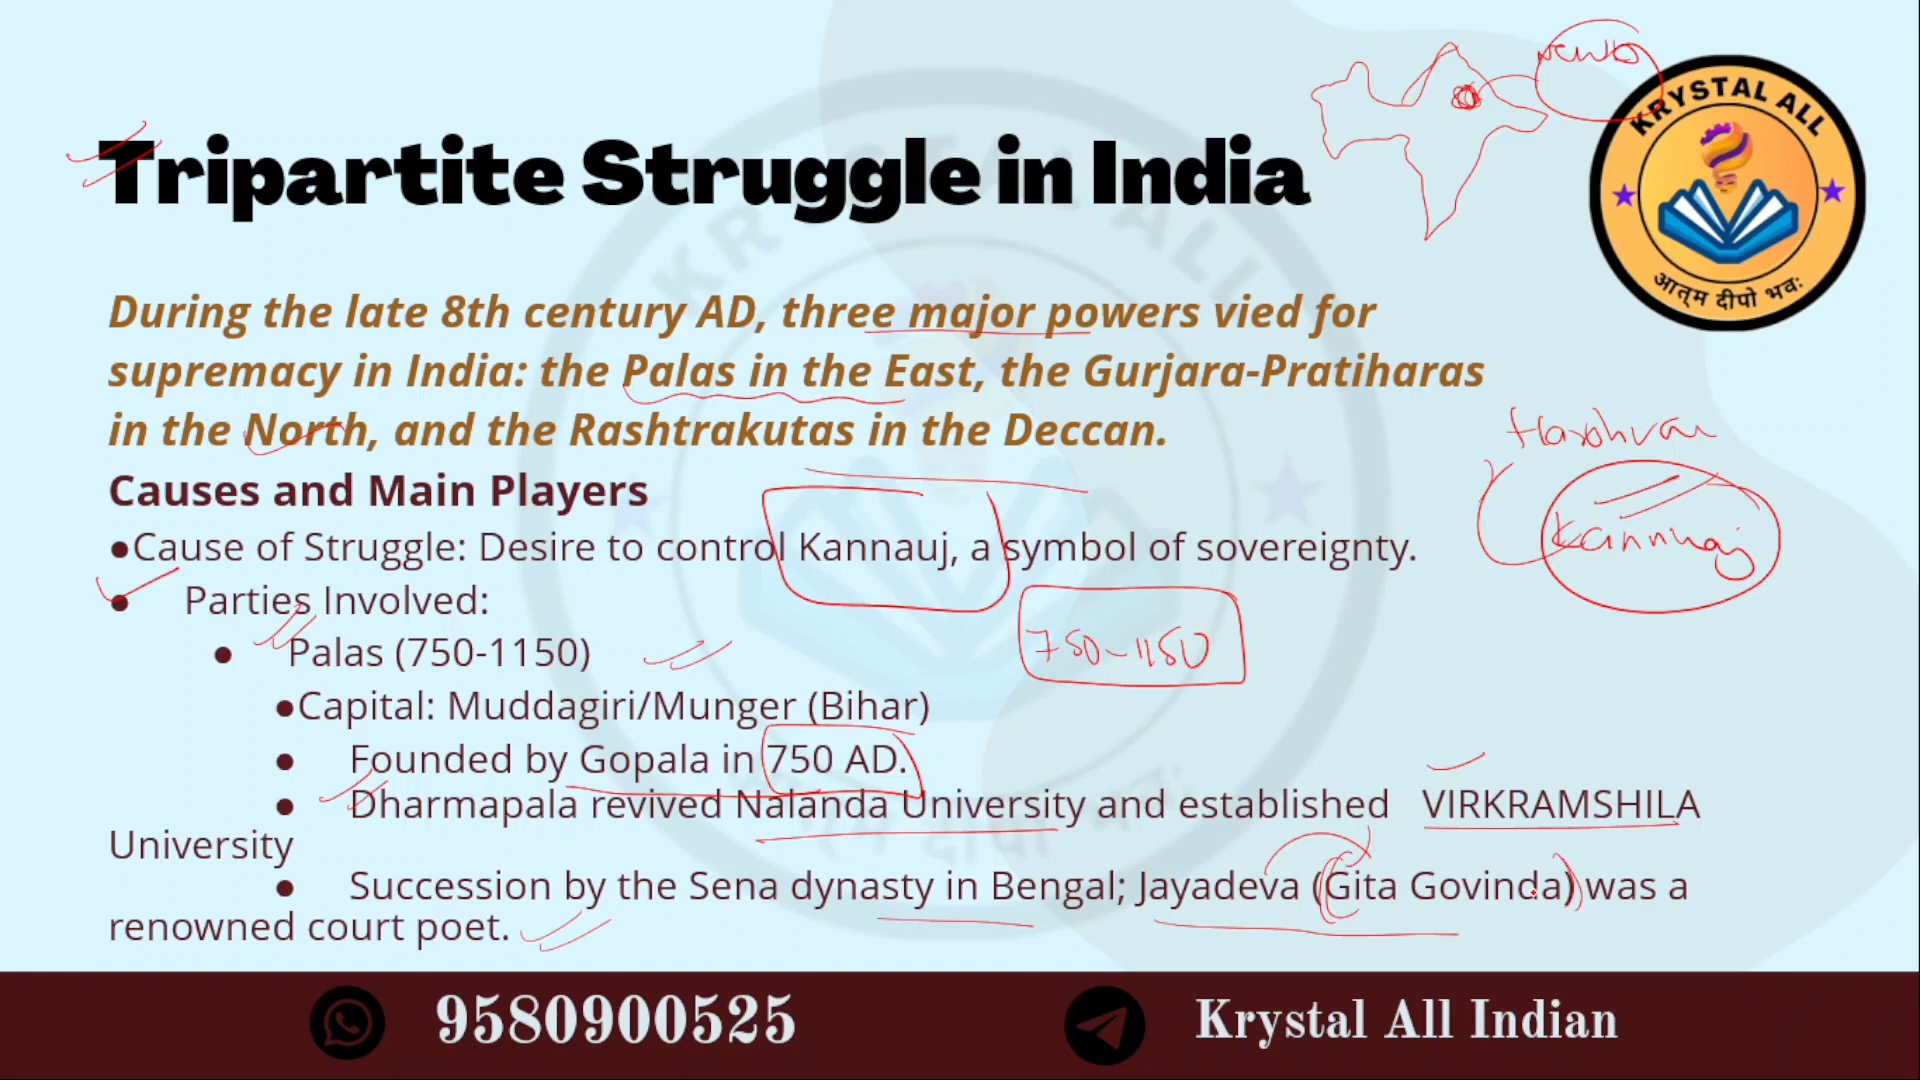 KRYSTAL ALL
आत्म दीपो भवः
Tripartite Struggle in India
During the late 8th century AD, three major powers vied for
supremacy in India: the Palas in the East, the Gurjara-Pratiharas
in the North, and the Rashtrakutas in the Deccan.
Causes and Main Players
●Cause of Struggle: Desire to control Kannauj, a symbol of sovereignty.
Kannuaj
● Parties Involved:
● Palas (750-1150)
750-1150
●Capital: Muddagiri/Munger (Bihar)
● Founded by Gopala in 750 AD.
● Dharmapala revived Nalanda University and established VIRKRAMSHILA
University
● Succession by the Sena dynasty in Bengal; Jayadeva (Gita Govinda) was a
renowned court poet.
9580900525
Krystal All Indian